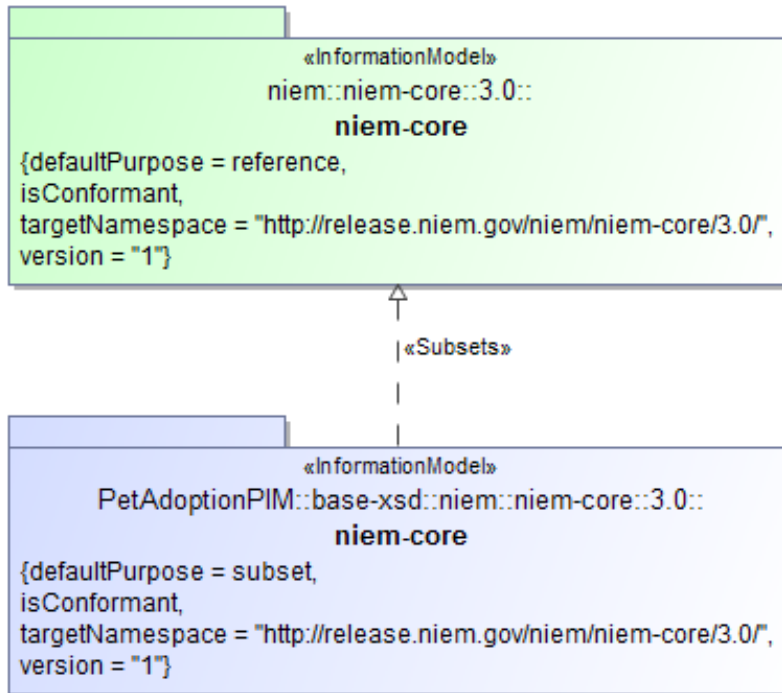 «InformationModel»
niem::niem-core::3.0::
niem-core
{defaultPurpose = reference,
isConformant,
targetNamespace = "http://release.niem.gov/niem/niem-core/3.0/",
version = "1"}
«Subsets»
«InformationModel»
PetAdoptionPIM::base-xsd::niem::niem-core::3.0::
niem-core
{defaultPurpose = subset,
isConformant,
targetNamespace = "http://release.niem.gov/niem/niem-core/3.0/",
version = "1"}